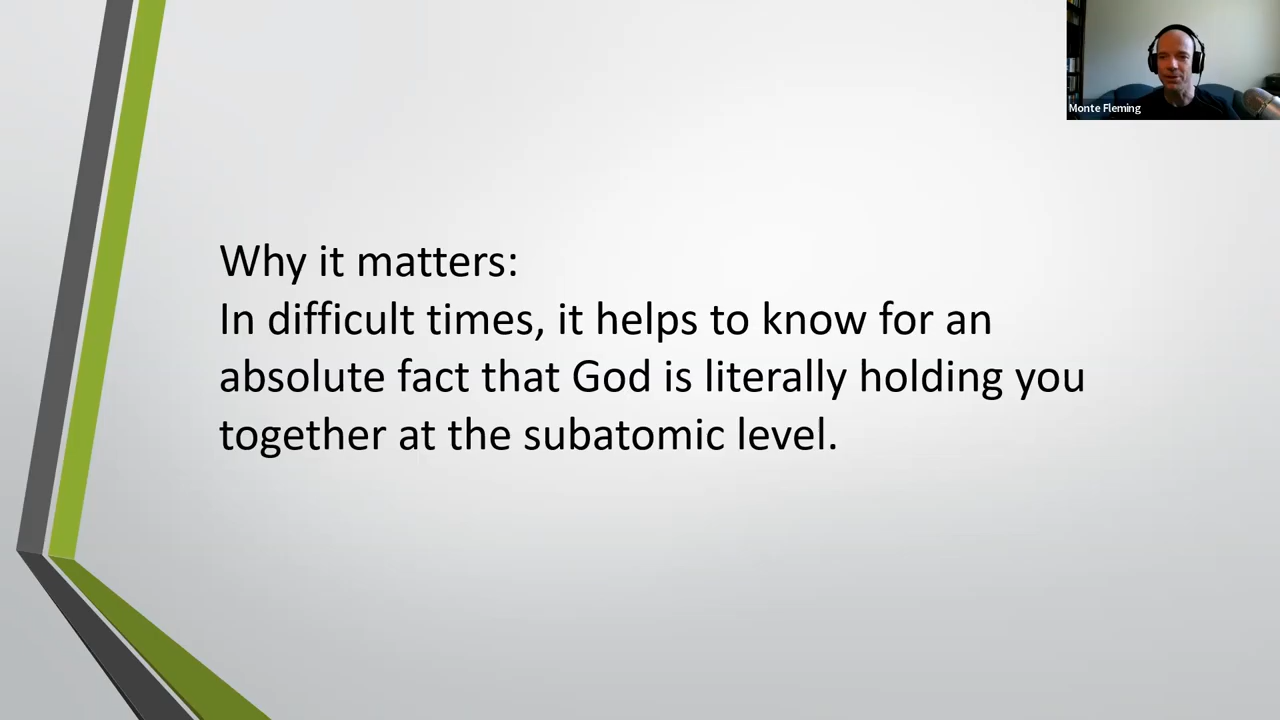 Monte Fleming
Why it matters:
In difficult times, it helps to know for an
absolute fact that God is literally holding you
together at the subatomic level.